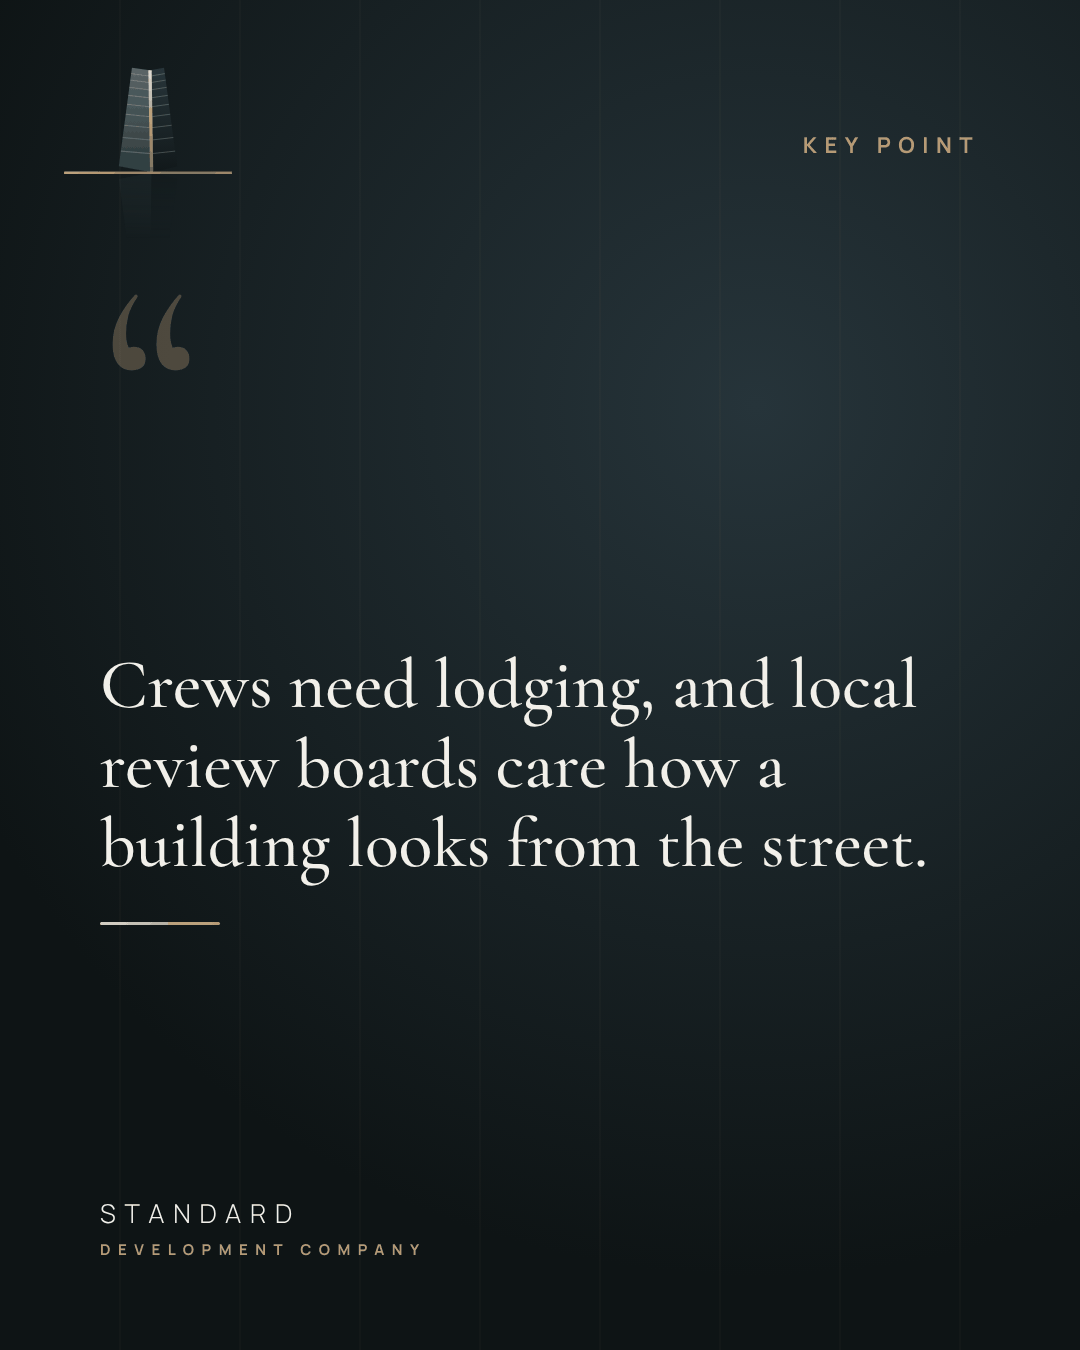 KEY POINT
“
Crews need lodging, and local
review boards care how a
building looks from the street.
STANDARD
DEVELOPMENT COMPANY